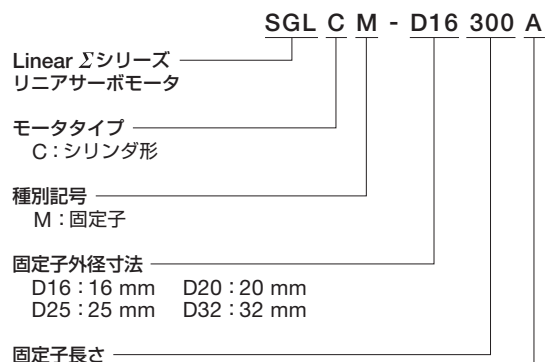 SGL C M - D16 300 A
Linear Σシリーズ
リニアサーボモータ
モータタイプ
C：シリンダ形
種別記号
M：固定子
固定子外径寸法
D16：16 mm D20：20 mm
D25：25 mm D32：32 mm
固定子長さ